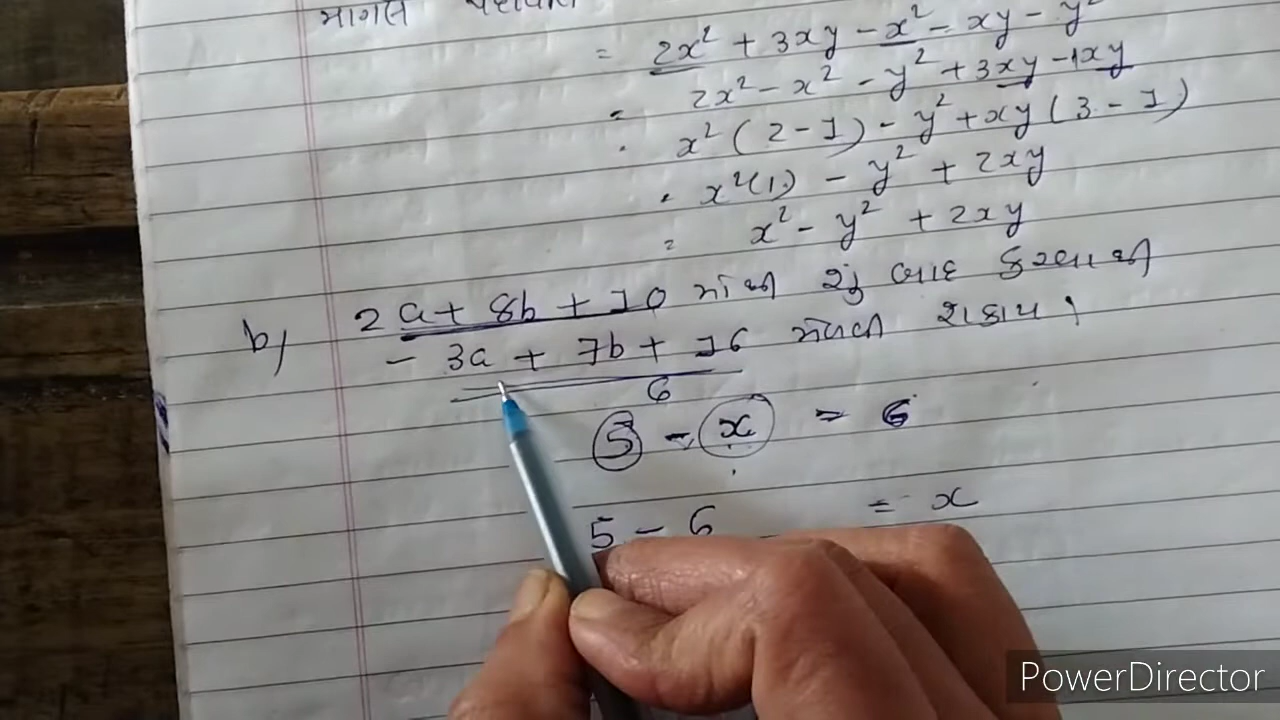 = 2x² + 3xy - x² - xy - y²
= 2x² - x² - y² + 3xy - 1xy
x² (2 - 1) - y² + xy (3 - 1)
= x²(1) - y² + 2xy
= x² - y² + 2xy
b) 2a + 8b + 10 માંથી શું બાદ કરવાથી
- 3a + 7b + 16 મેળવી શકાય ?
6
5 - x = 6
5 - 6 = x
PowerDirector